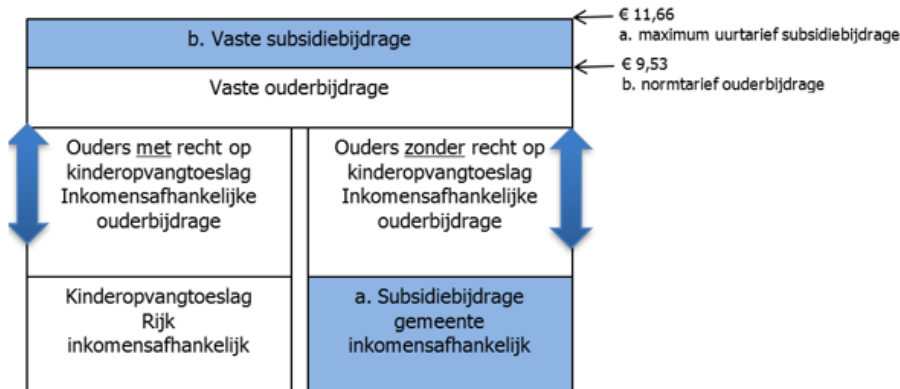 € 11,66
a. maximum uurtarief subsidiebijdrage
b. Vaste subsidiebijdrage
€ 9,53
b. normtarief ouderbijdrage
Vaste ouderbijdrage
Ouders met recht op
kinderopvangtoeslag
Inkomensafhankelijke
ouderbijdrage
Ouders zonder recht op
kinderopvangtoeslag
Inkomensafhankelijke
ouderbijdrage
Kinderopvangtoeslag
Rijk
inkomensafhankelijk
a. Subsidiebijdrage
gemeente
inkomensafhankelijk